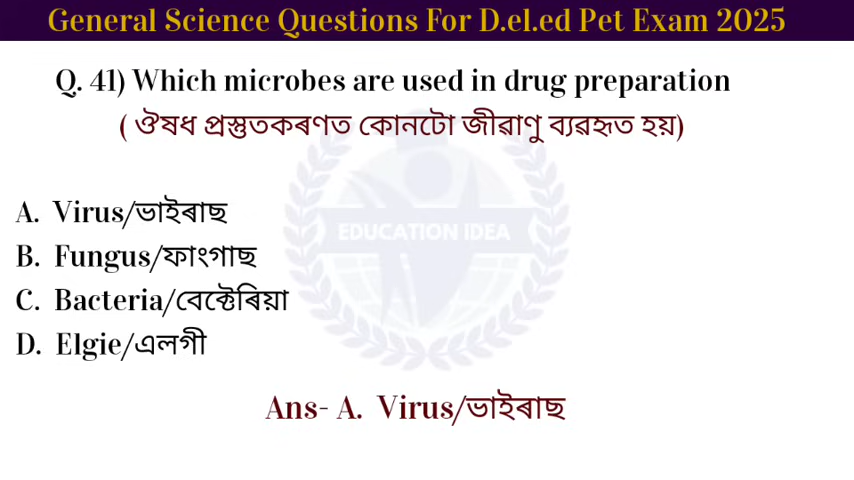 General Science Questions For D.el.ed Pet Exam 2025
Q. 41) Which microbes are used in drug preparation
( ঔষধ প্ৰস্তুতকৰণত কোনটো জীৱাণু ব্যৱহৃত হয়)
A. Virus/ভাইৰাছ
EDUCATION IDEA
B. Fungus/ফাংগাছ
C. Bacteria/বেক্টেৰিয়া
D. Elgie/এলগী
Ans- A. Virus/ভাইৰাছ